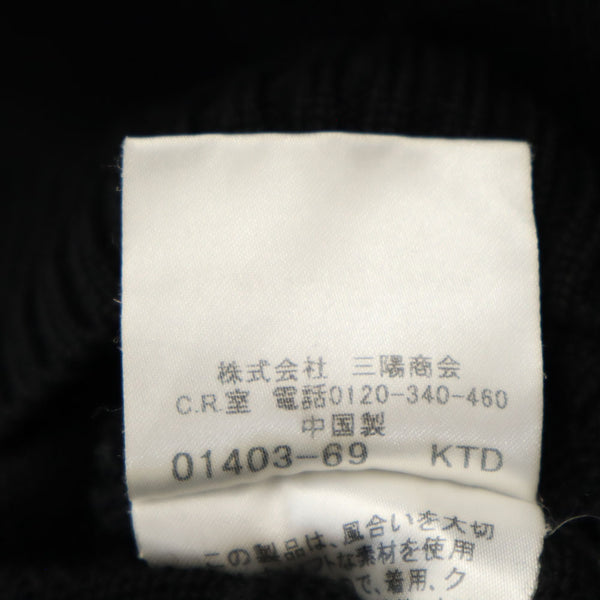 株式会社 三陽商会
C.R.室 電話0120-340-460
中国製
01403-69 KTD
この製品は、風合いを大切
フトな素材を使用
で、着用、ク